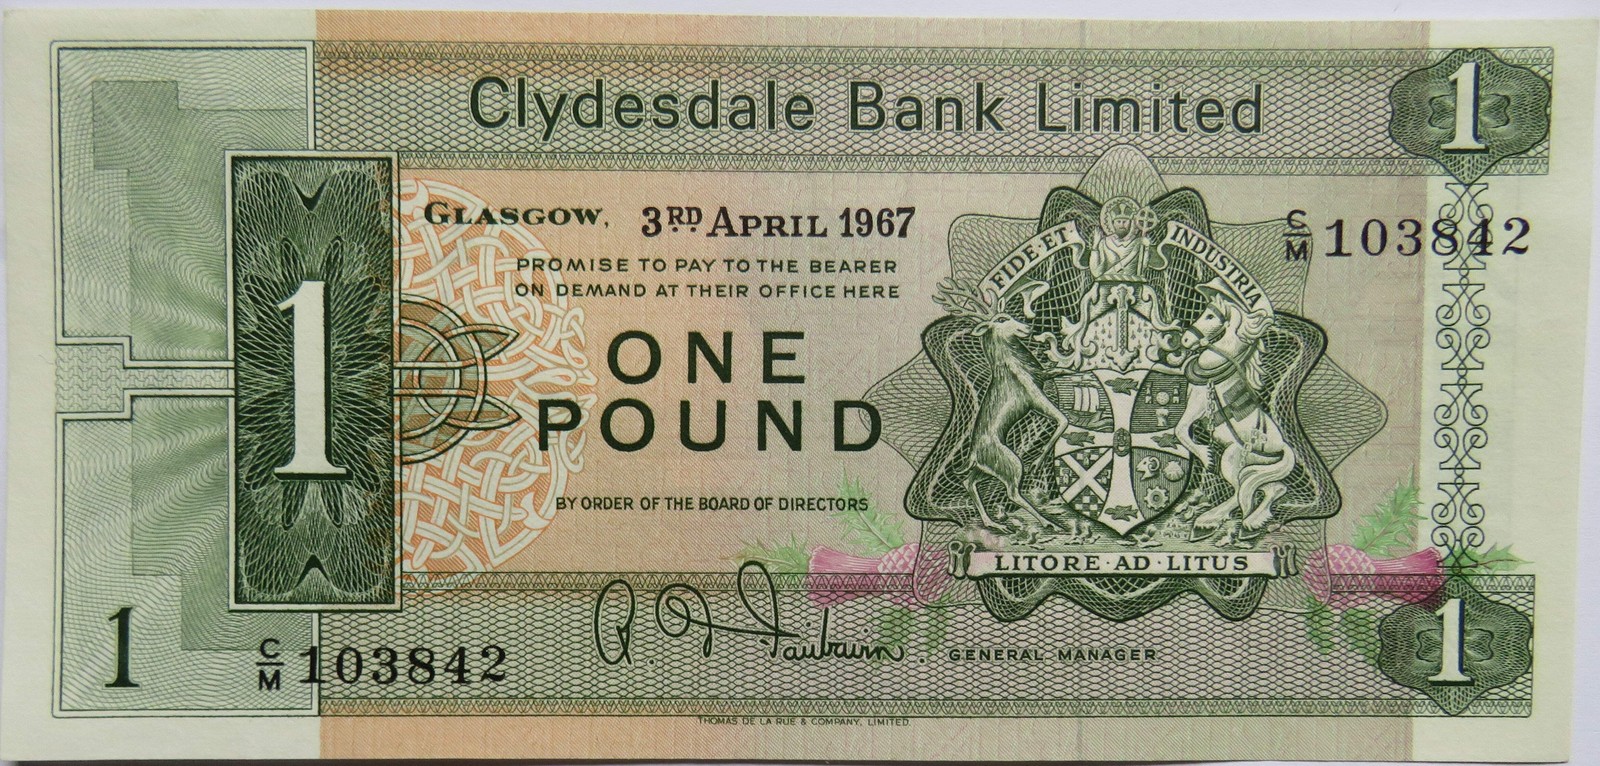 Clydesdale Bank Limited
1
GLASGOW, 3RD APRIL 1967
C/M 103842
PROMISE TO PAY TO THE BEARER
ON DEMAND AT THEIR OFFICE HERE
FIDE ET INDUSTRIA
1
ONE
POUND
BY ORDER OF THE BOARD OF DIRECTORS
LITORE·AD·LITUS
R. D. Fairbairn. GENERAL MANAGER
1
1
C/M 103842
THOMAS DE LA RUE & COMPANY, LIMITED.